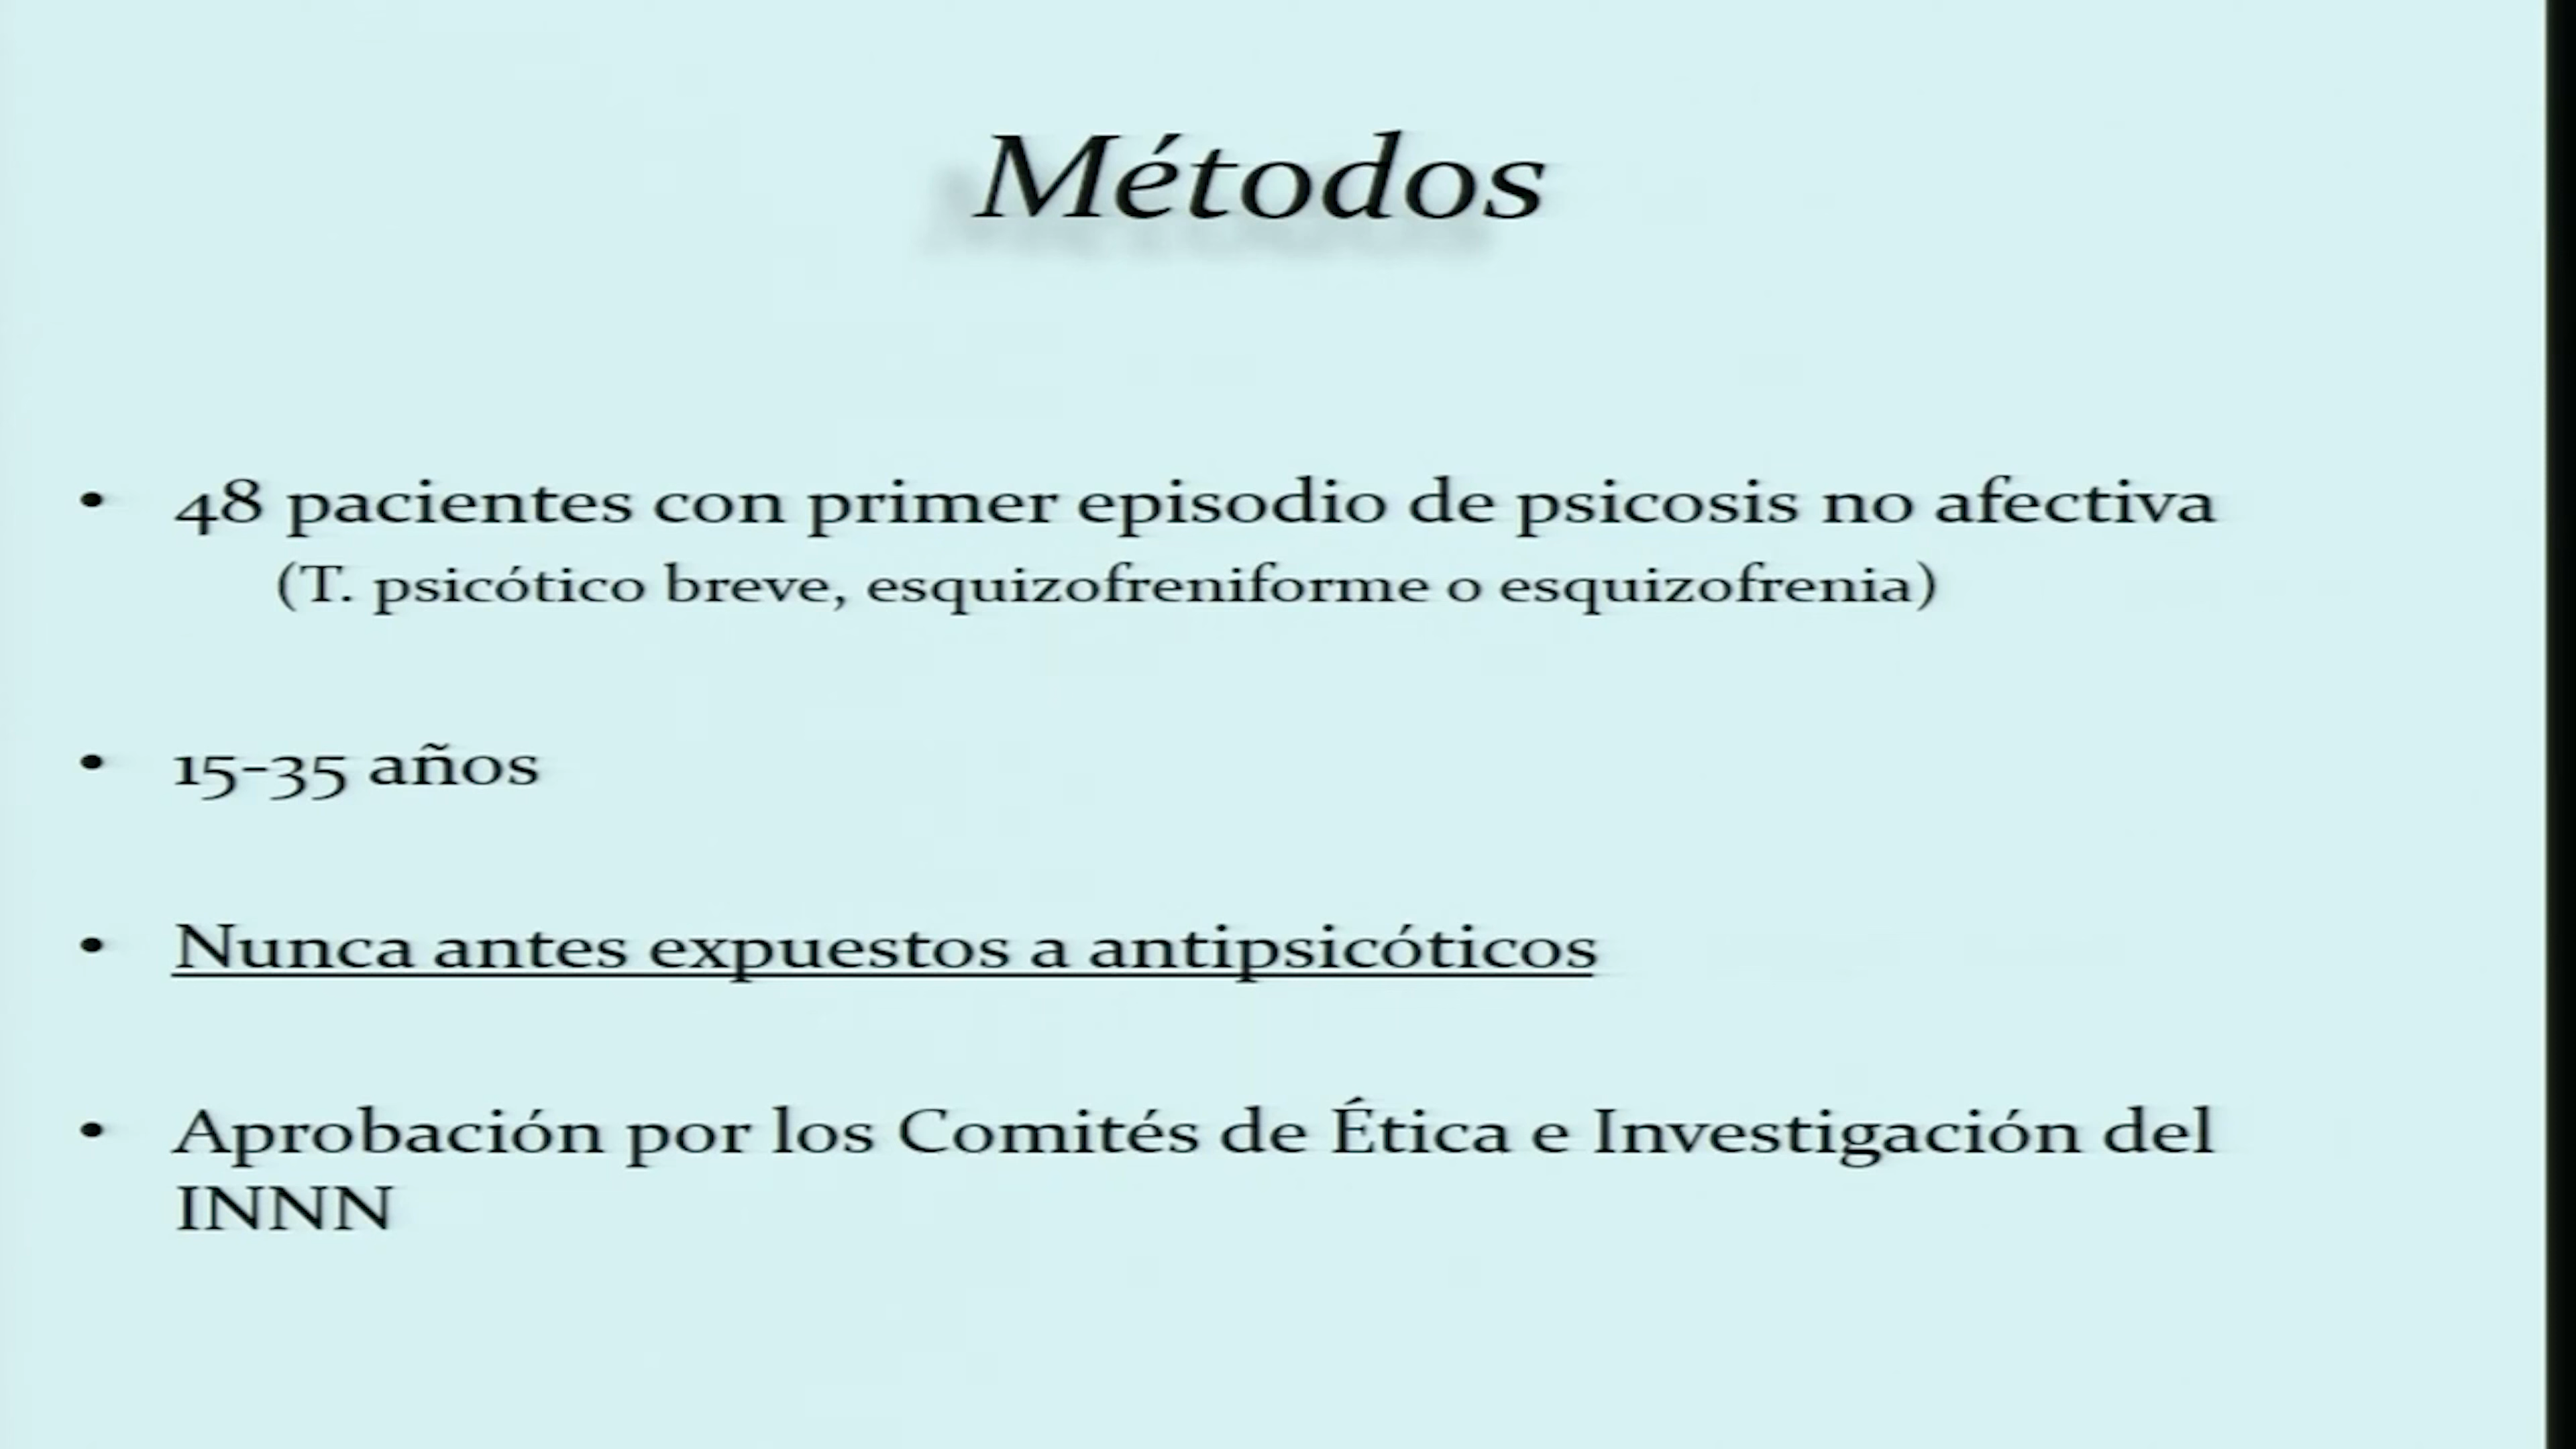 Métodos
• 48 pacientes con primer episodio de psicosis no afectiva
(T. psicótico breve, esquizofreniforme o esquizofrenia)
• 15-35 años
• Nunca antes expuestos a antipsicóticos
• Aprobación por los Comités de Ética e Investigación del
INNN